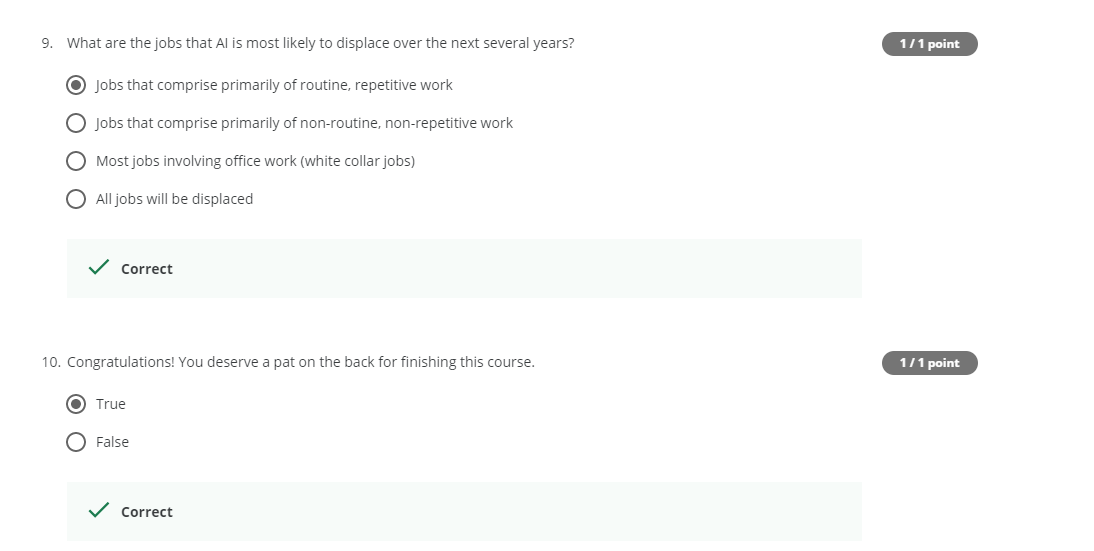 9. What are the jobs that AI is most likely to displace over the next several years?
1 / 1 point
Jobs that comprise primarily of routine, repetitive work
Jobs that comprise primarily of non-routine, non-repetitive work
Most jobs involving office work (white collar jobs)
All jobs will be displaced
Correct
10. Congratulations! You deserve a pat on the back for finishing this course.
1 / 1 point
True
False
Correct